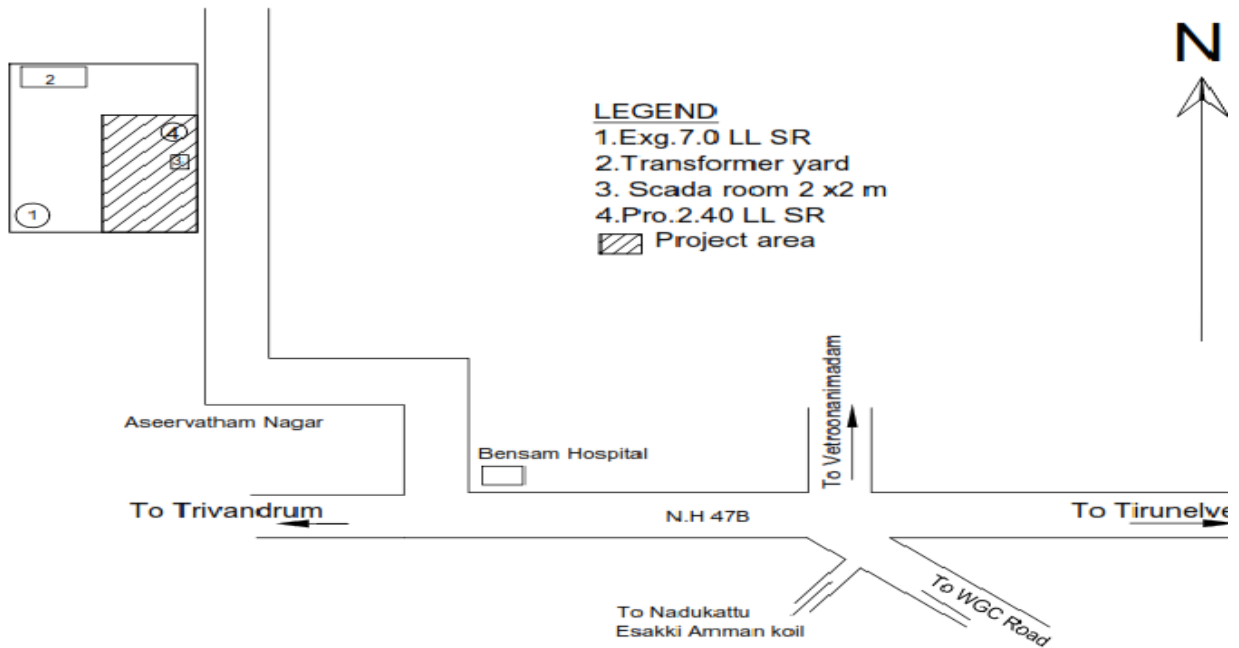 N
2
LEGEND
1.Exg.7.0 LL SR
2.Transformer yard
3. Scada room 2 x2 m
4.Pro.2.40 LL SR
Project area
4
3
1
Aseervatham Nagar
To Vetroonanimadam
Bensam Hospital
To Trivandrum
N.H 47B
To Tirunelve
To WGC Road
To Nadukattu
Esakki Amman koil